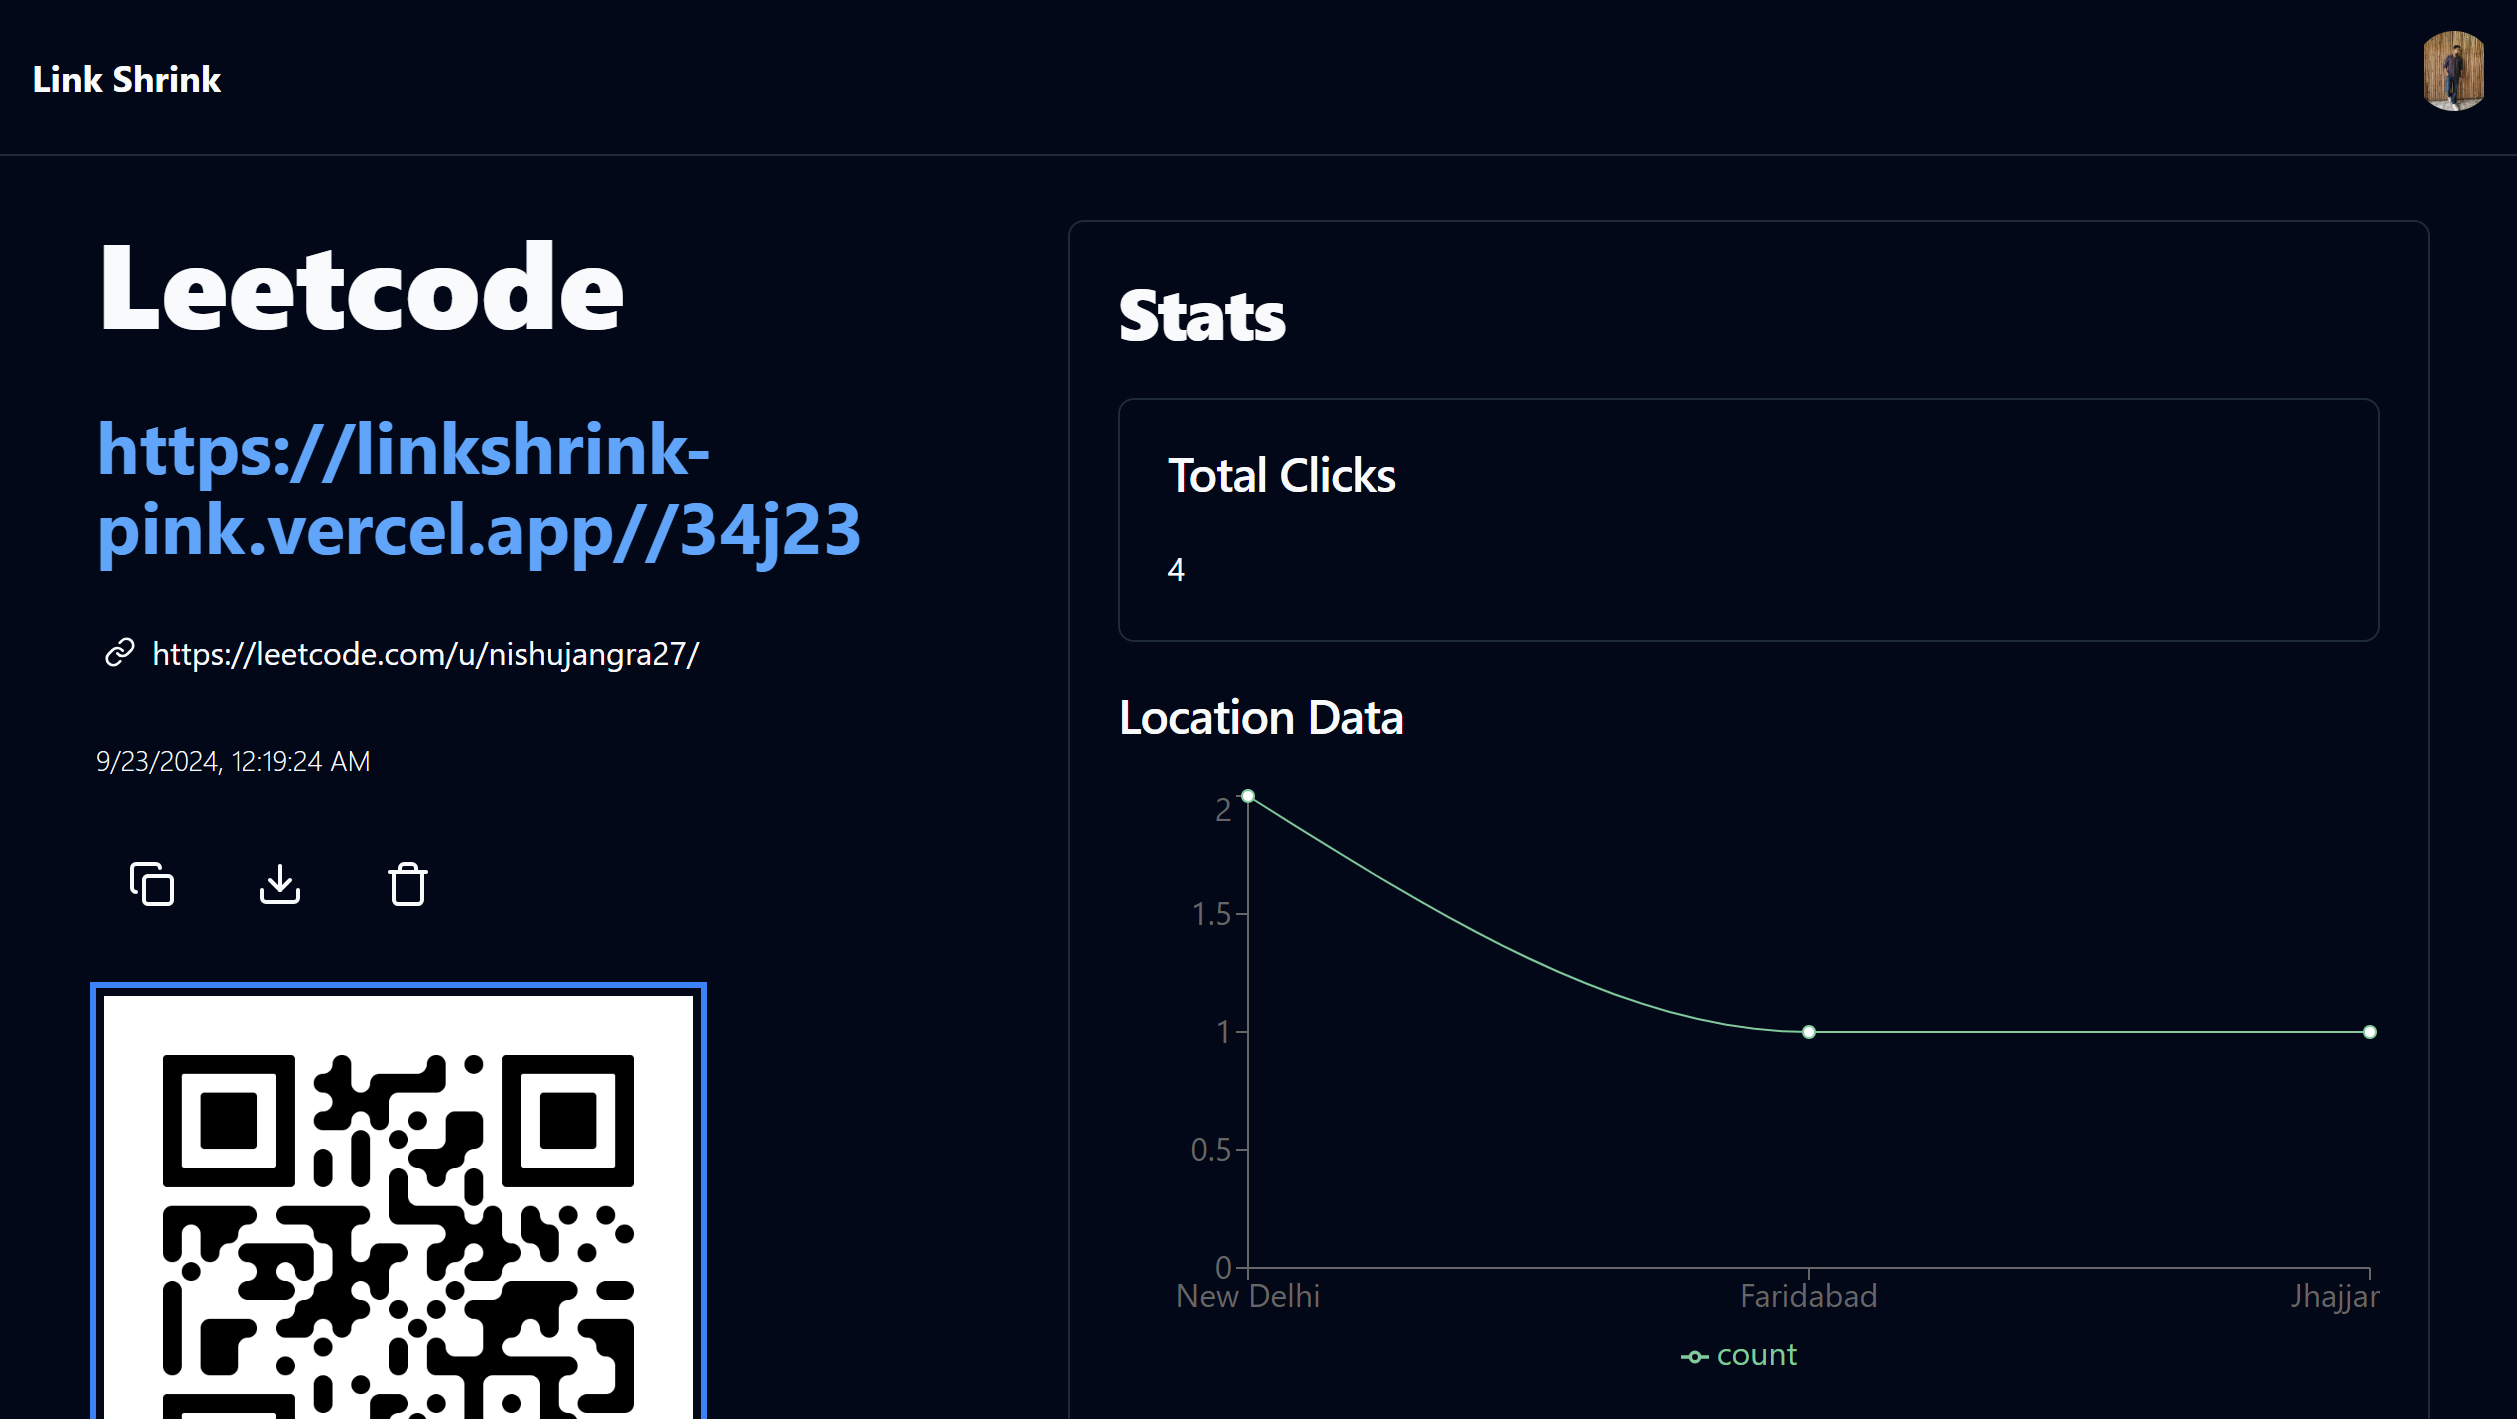 Link Shrink
Leetcode
https://linkshrink-
pink.vercel.app//34j23
https://leetcode.com/u/nishujangra27/
9/23/2024, 12:19:24 AM
Stats
Total Clicks
4
Location Data
2
1.5
1
0.5
0
New Delhi Faridabad Jhajjar
count